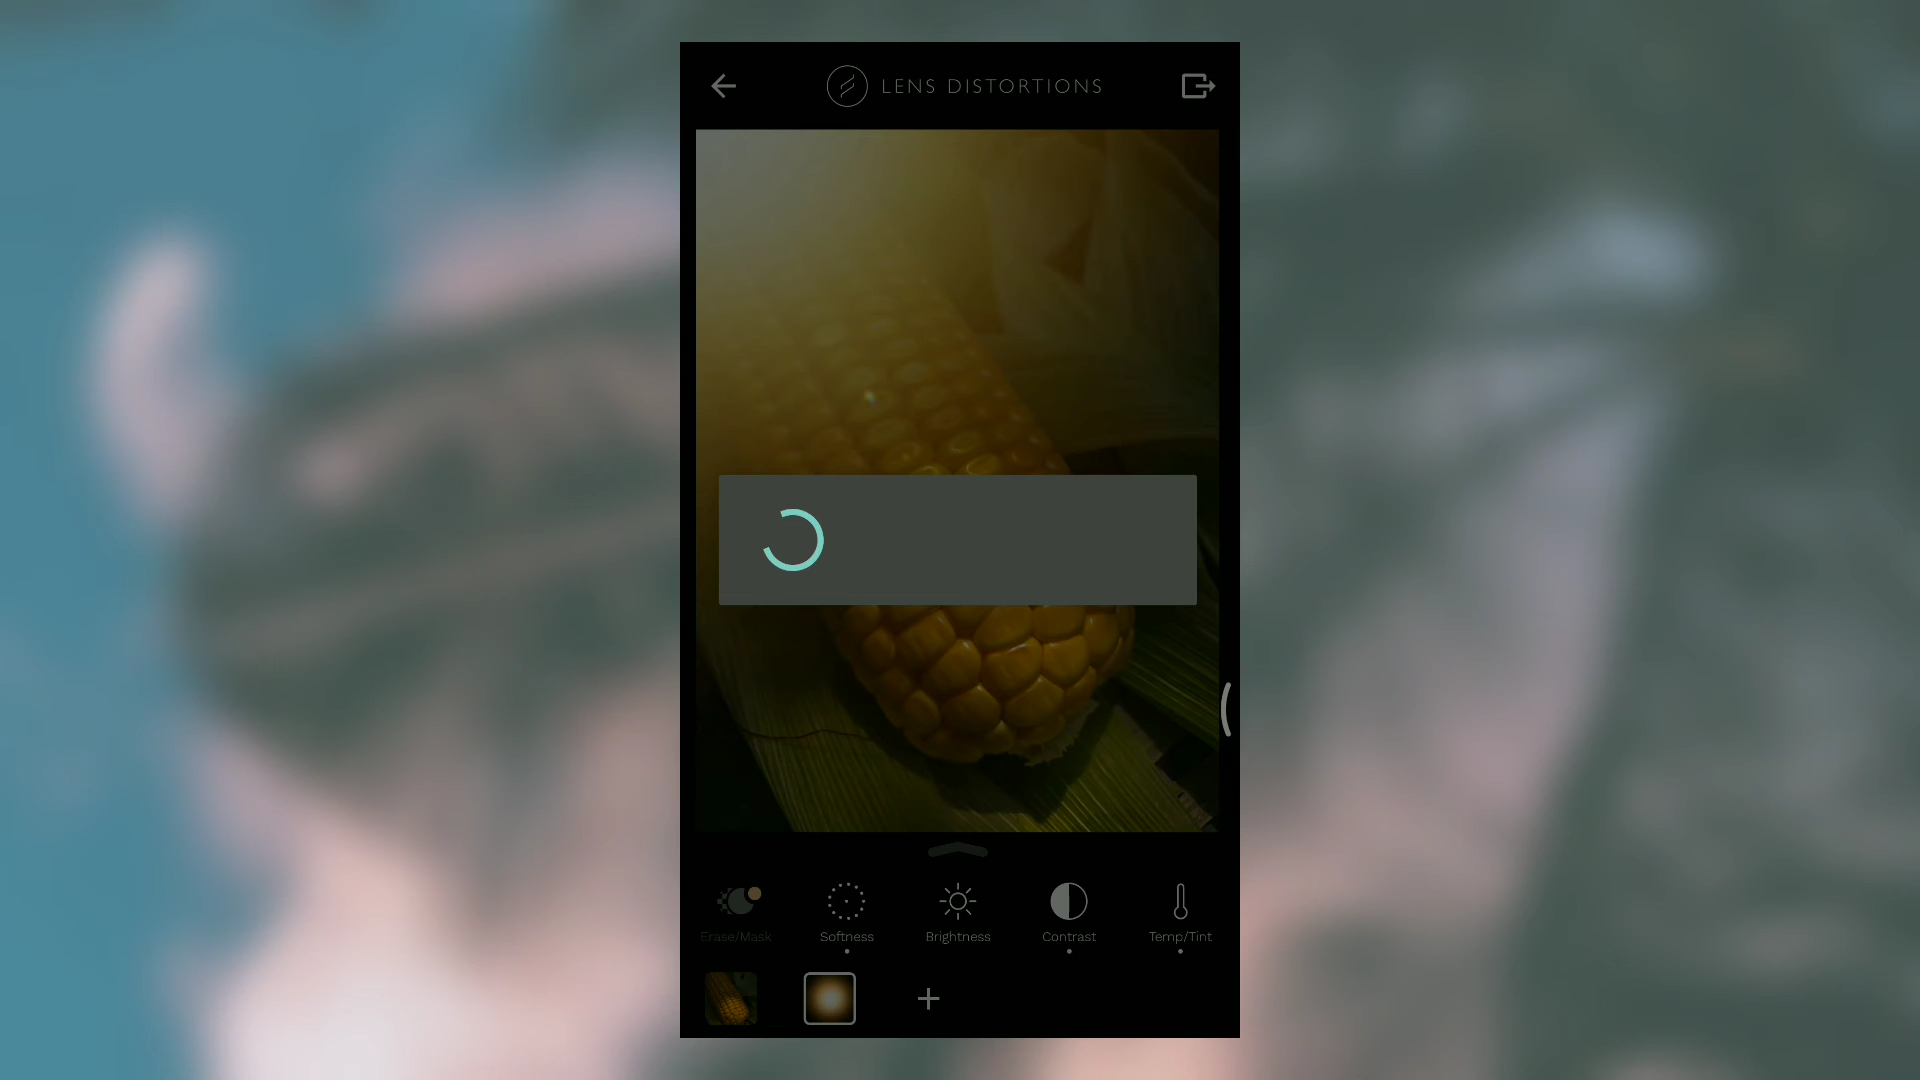 LENS DISTORTIONS
Erase/Mask
Softness
Brightness
Contrast
Temp/Tint